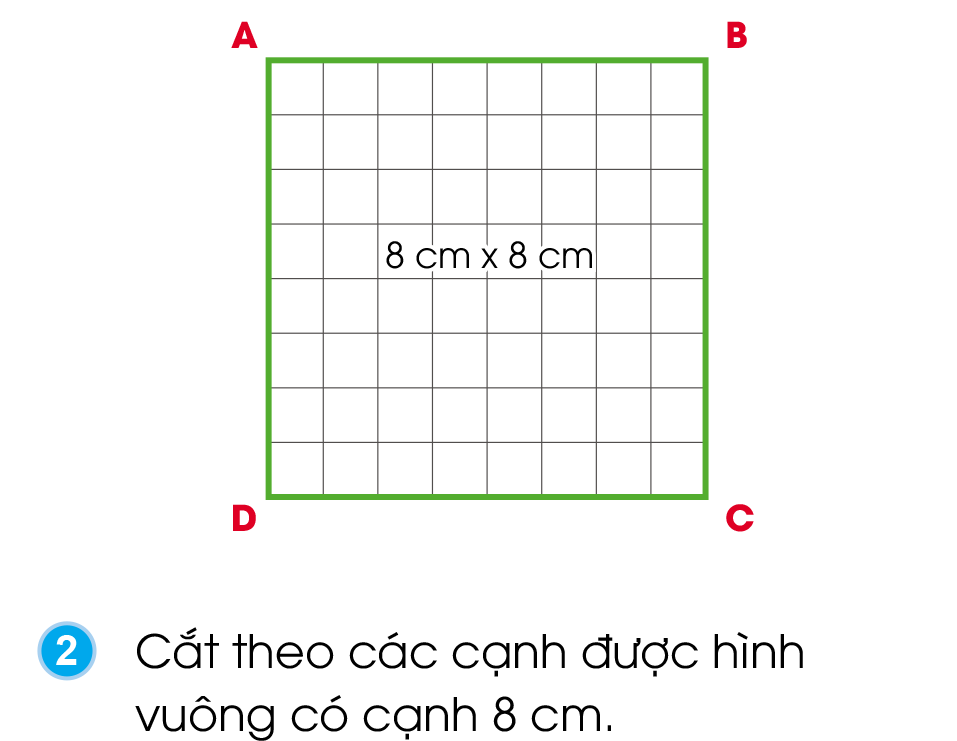 A B
8 cm x 8 cm
D C
2 Cắt theo các cạnh được hình
vuông có cạnh 8 cm.